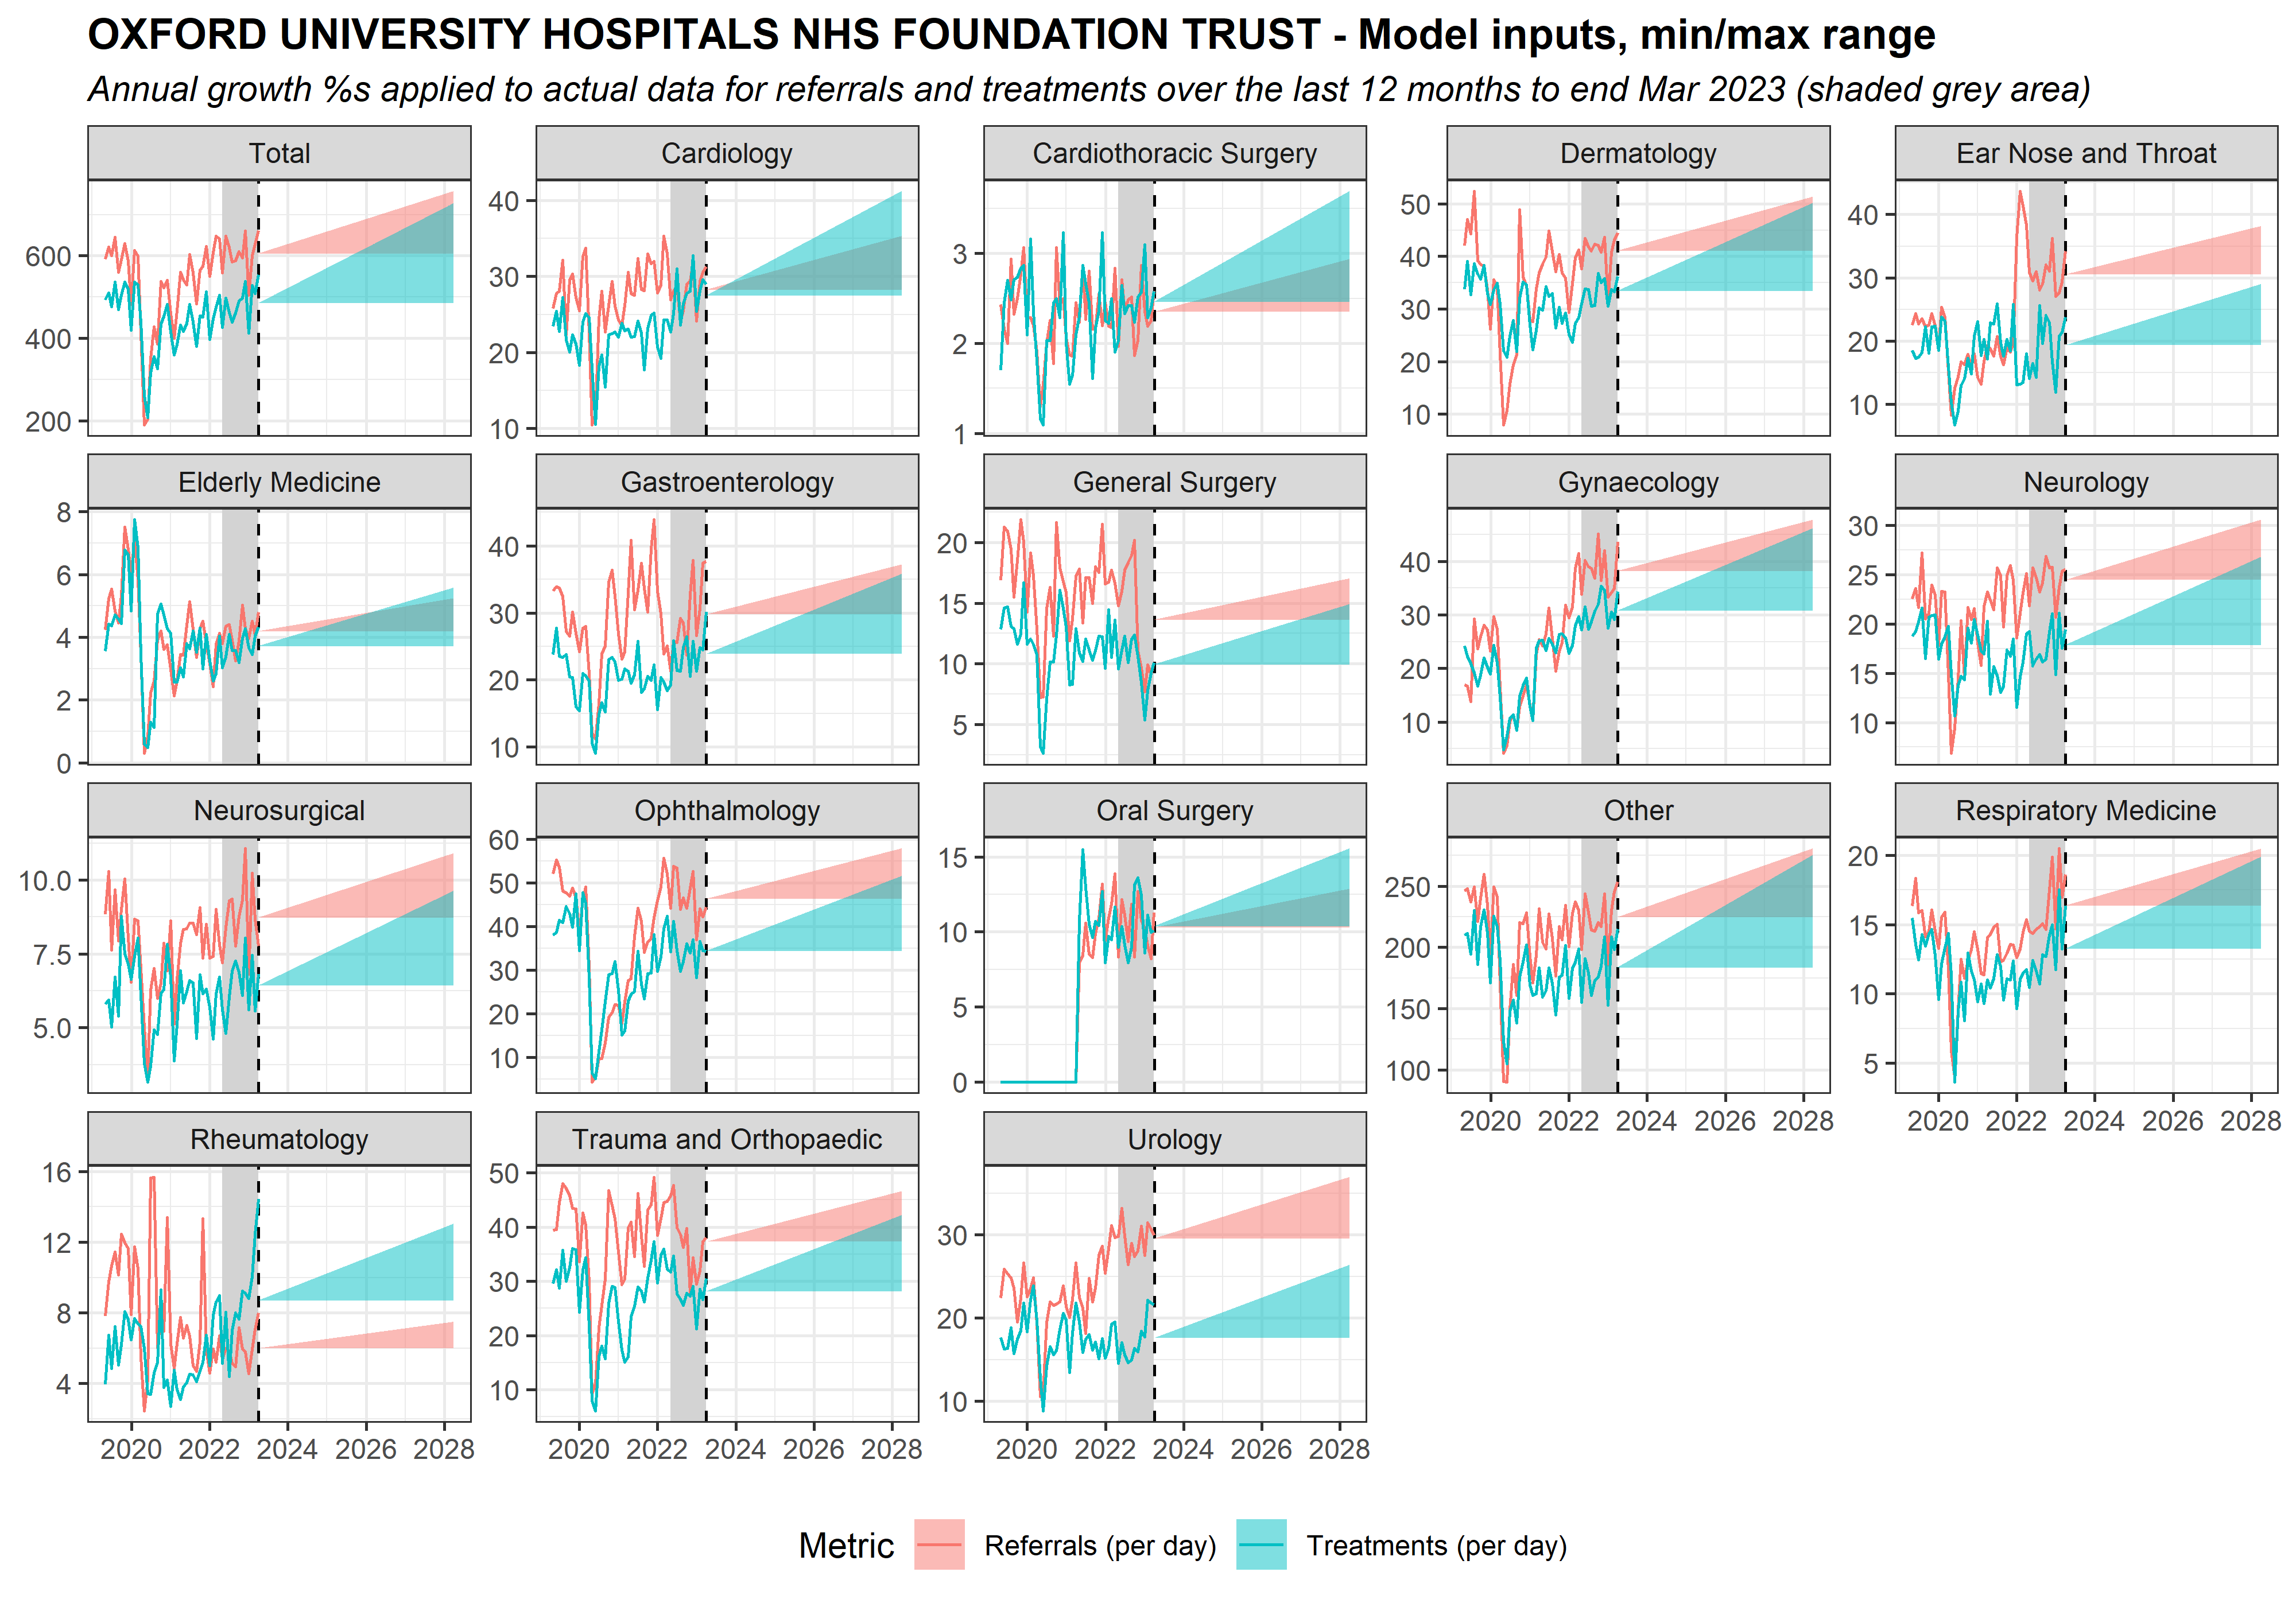 OXFORD UNIVERSITY HOSPITALS NHS FOUNDATION TRUST - Model inputs, min/max range
Annual growth %s applied to actual data for referrals and treatments over the last 12 months to end Mar 2023 (shaded grey area)
Total
600
400
200
Cardiology
40
30
20
10
Cardiothoracic Surgery
3
2
1
Dermatology
50
40
30
20
10
Ear Nose and Throat
40
30
20
10
Elderly Medicine
8
6
4
2
0
Gastroenterology
40
30
20
10
General Surgery
20
15
10
5
Gynaecology
40
30
20
10
Neurology
30
25
20
15
10
Neurosurgical
10.0
7.5
5.0
Ophthalmology
60
50
40
30
20
10
Oral Surgery
15
10
5
0
Other
250
200
150
100
2020 2022 2024 2026 2028
Respiratory Medicine
20
15
10
5
2020 2022 2024 2026 2028
Rheumatology
16
12
8
4
2020 2022 2024 2026 2028
Trauma and Orthopaedic
50
40
30
20
10
2020 2022 2024 2026 2028
Urology
30
20
10
2020 2022 2024 2026 2028
Metric Referrals (per day) Treatments (per day)